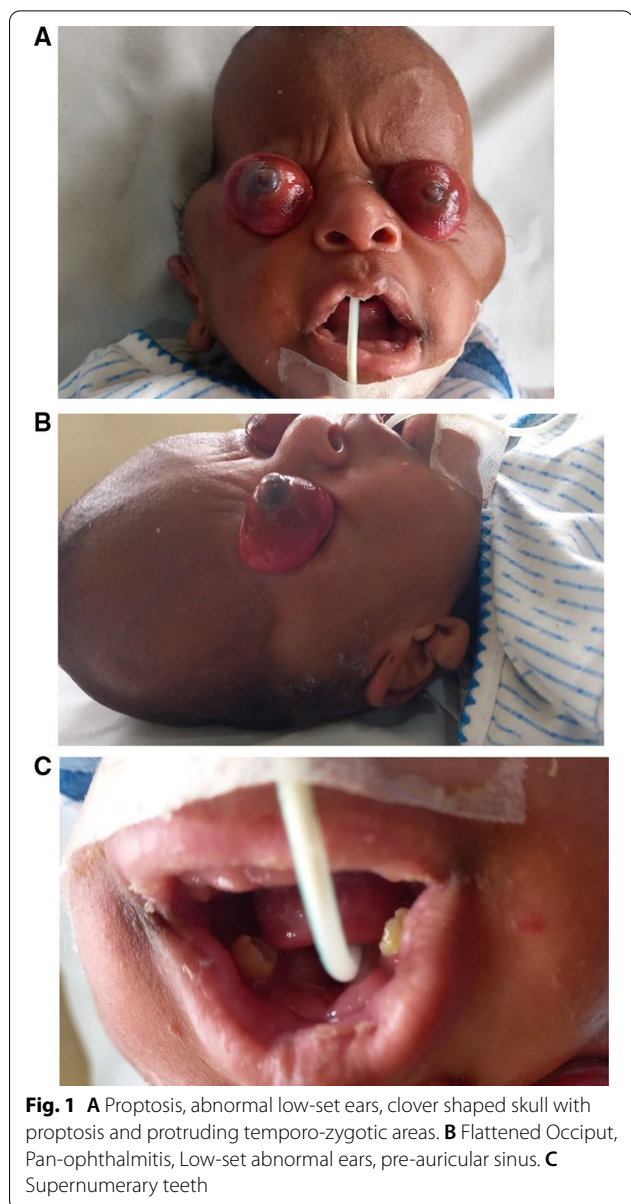 A
B
C
Fig. 1 A Proptosis, abnormal low-set ears, clover shaped skull with
proptosis and protruding temporo-zygotic areas. B Flattened Occiput,
Pan-ophthalmitis, Low-set abnormal ears, pre-auricular sinus. C
Supernumerary teeth